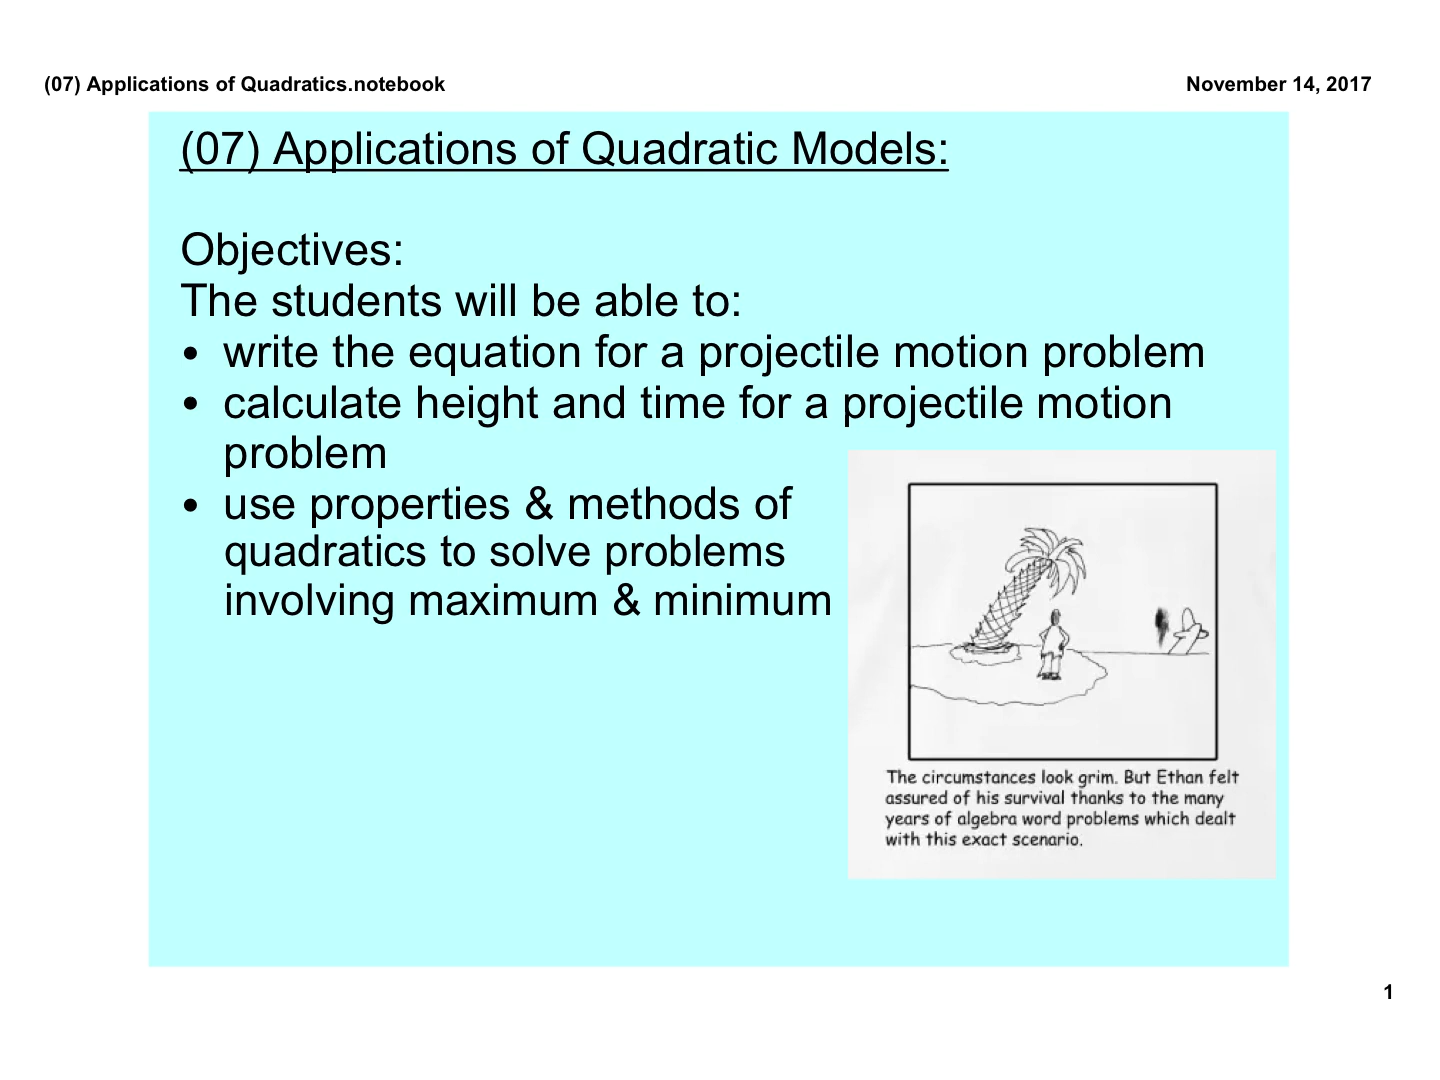 (07) Applications of Quadratics.notebook
November 14, 2017
(07) Applications of Quadratic Models:
Objectives:
The students will be able to:
• write the equation for a projectile motion problem
• calculate height and time for a projectile motion
problem
• use properties & methods of
quadratics to solve problems
involving maximum & minimum
The circumstances look grim. But Ethan felt
assured of his survival thanks to the many
years of algebra word problems which dealt
with this exact scenario.
1